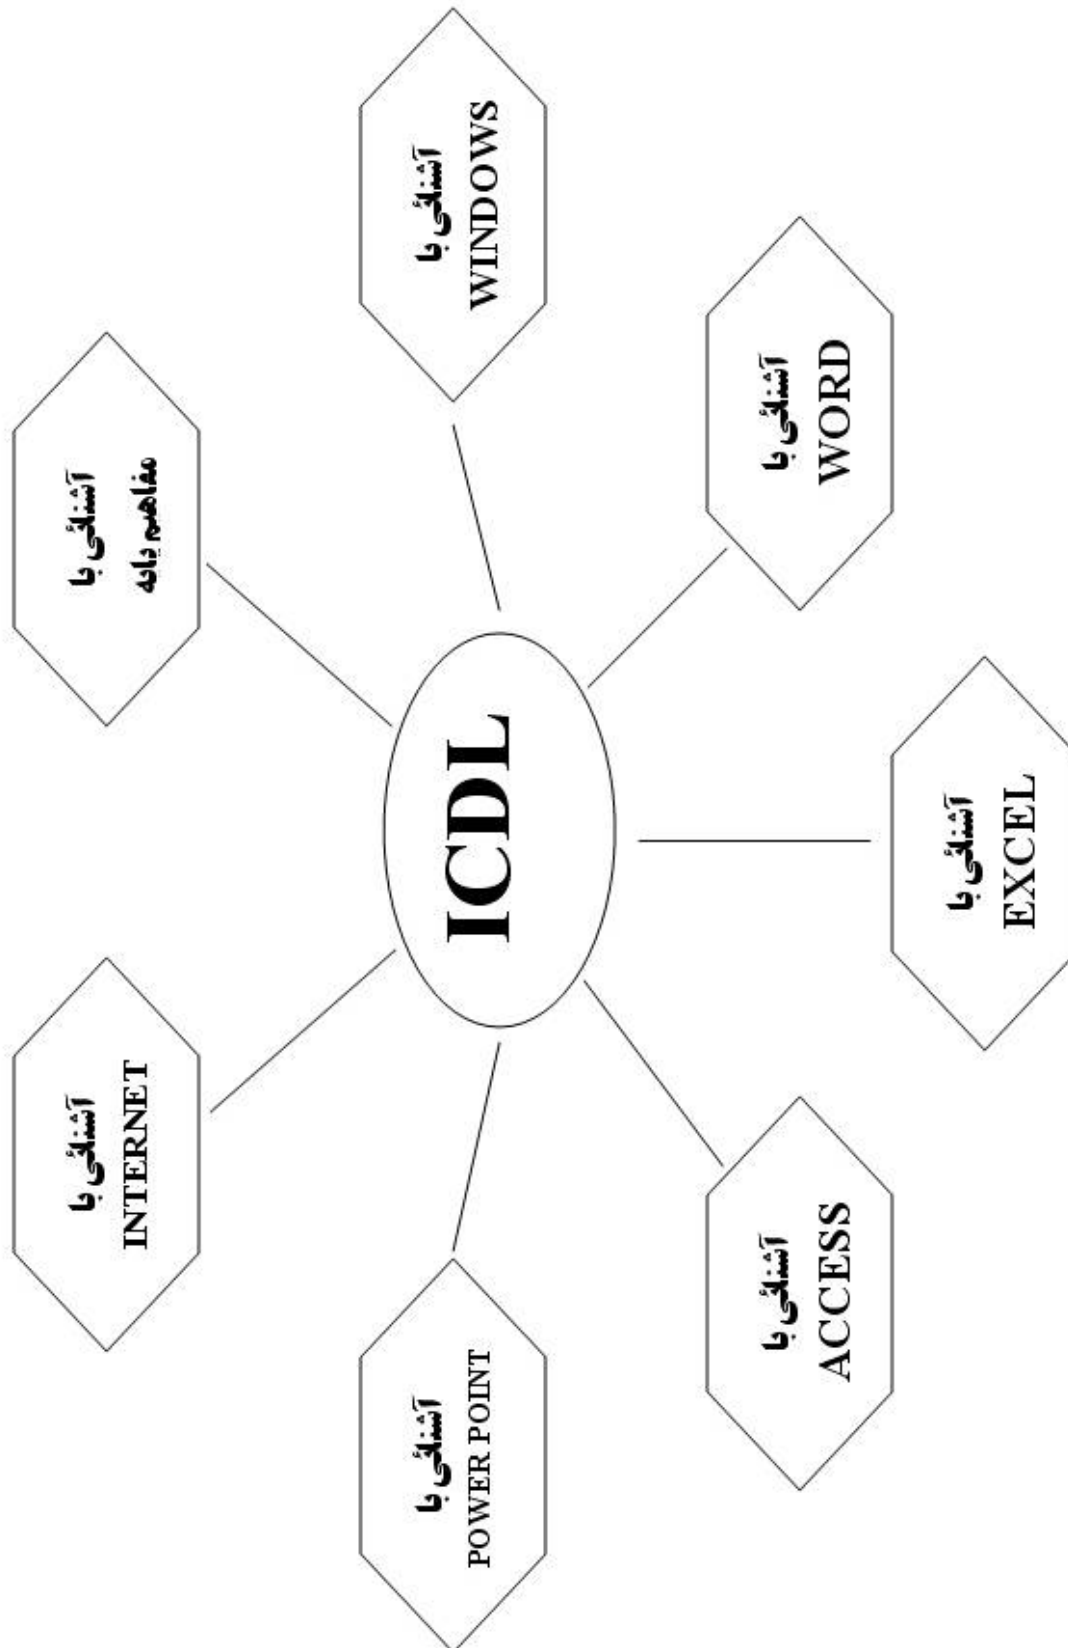 ICDL
آشنائی با
مفاهیم پایه
آشنائی با
WINDOWS
آشنائی با
WORD
آشنائی با
EXCEL
آشنائی با
ACCESS
آشنائی با
POWER POINT
آشنائی با
INTERNET